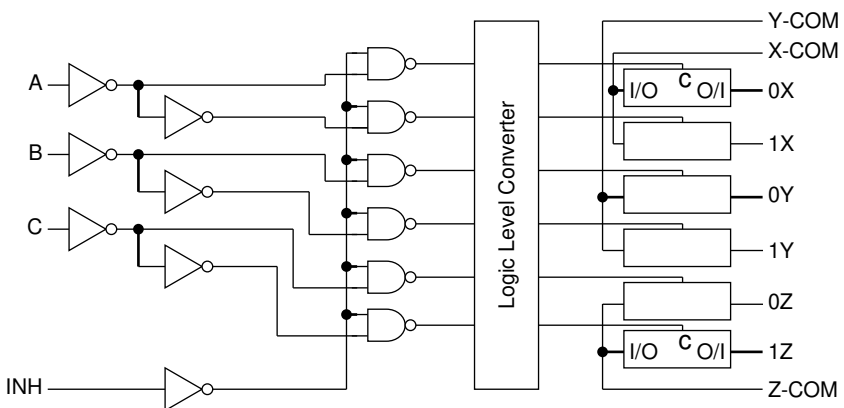 Y-COM
X-COM
A
I/O C O/I
0X
1X
B
Logic Level Converter
0Y
C
1Y
0Z
I/O C O/I
1Z
INH
Z-COM